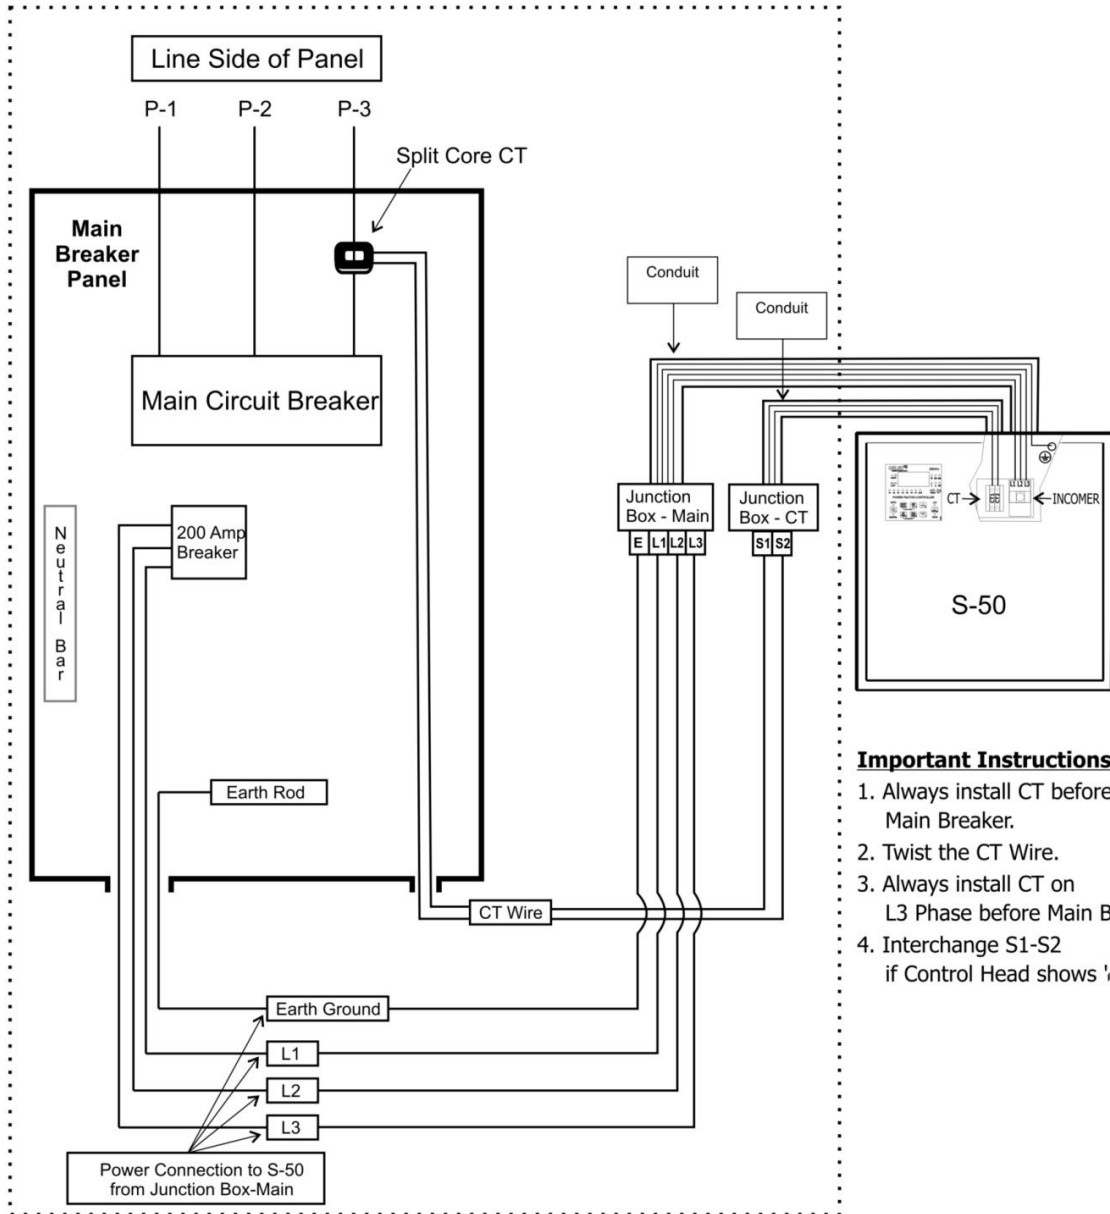 Line Side of Panel
P-1
P-2
P-3
Split Core CT
Main
Breaker
Panel
Main Circuit Breaker
Conduit
Conduit
Junction
Box - Main
E
L1
L2
L3
Junction
Box - CT
S1
S2
CT
INCOMER
S-50
200 Amp
Breaker
Neutral Bar
Earth Rod
CT Wire
Earth Ground
L1
L2
L3
Power Connection to S-50
from Junction Box-Main
Important Instructions
1. Always install CT before
Main Breaker.
2. Twist the CT Wire.
3. Always install CT on
L3 Phase before Main B
4. Interchange S1-S2
if Control Head shows '